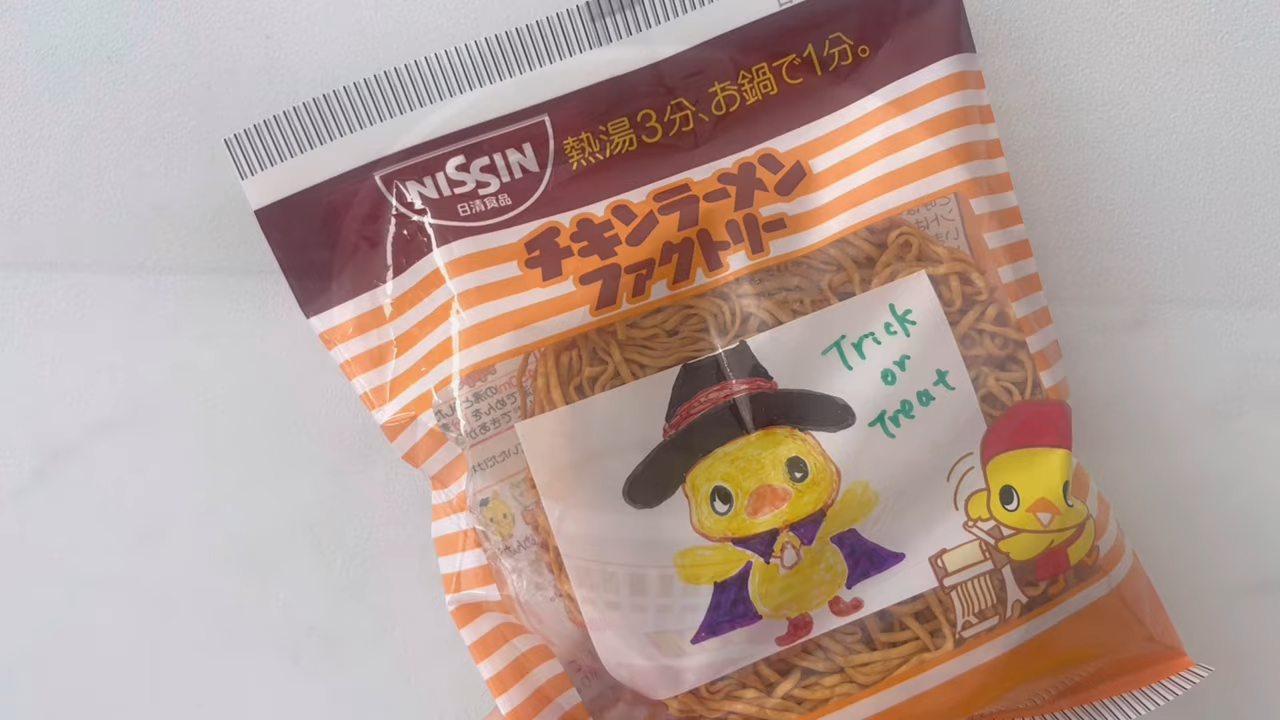 熱湯3分、お鍋で1分。
NISSIN
日清食品
チキンラーメン
ファクトリー
Trick
or
Treat